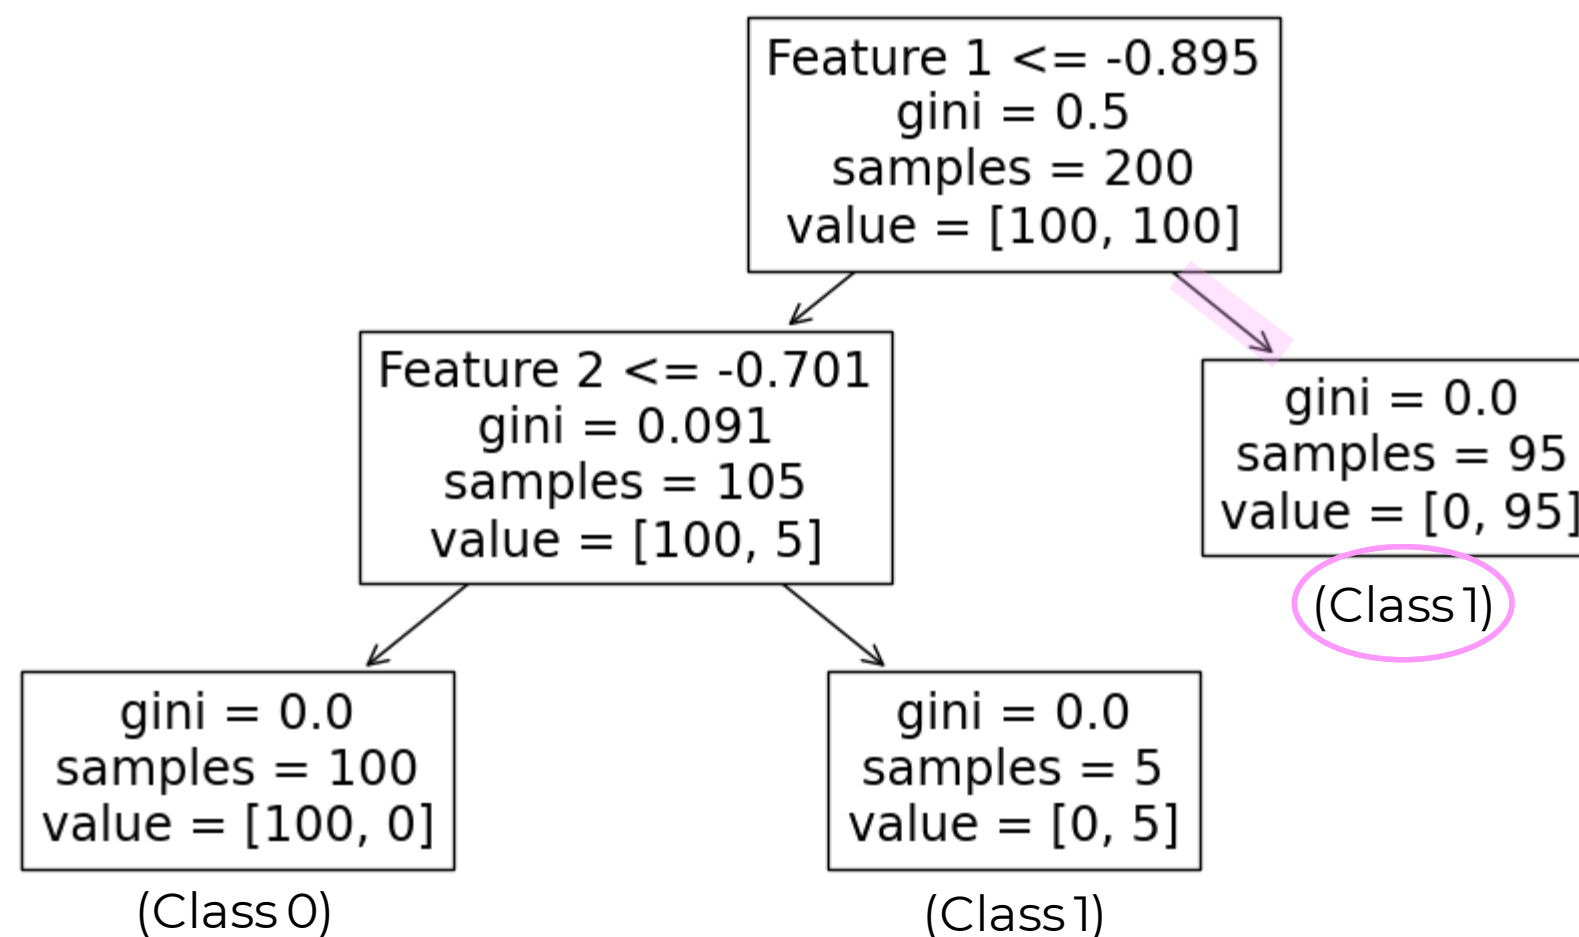 Feature 1 <= -0.895
gini = 0.5
samples = 200
value = [100, 100]
Feature 2 <= -0.701
gini = 0.091
samples = 105
value = [100, 5]
gini = 0.0
samples = 95
value = [0, 95]
(Class 1)
gini = 0.0
samples = 100
value = [100, 0]
(Class 0)
gini = 0.0
samples = 5
value = [0, 5]
(Class 1)